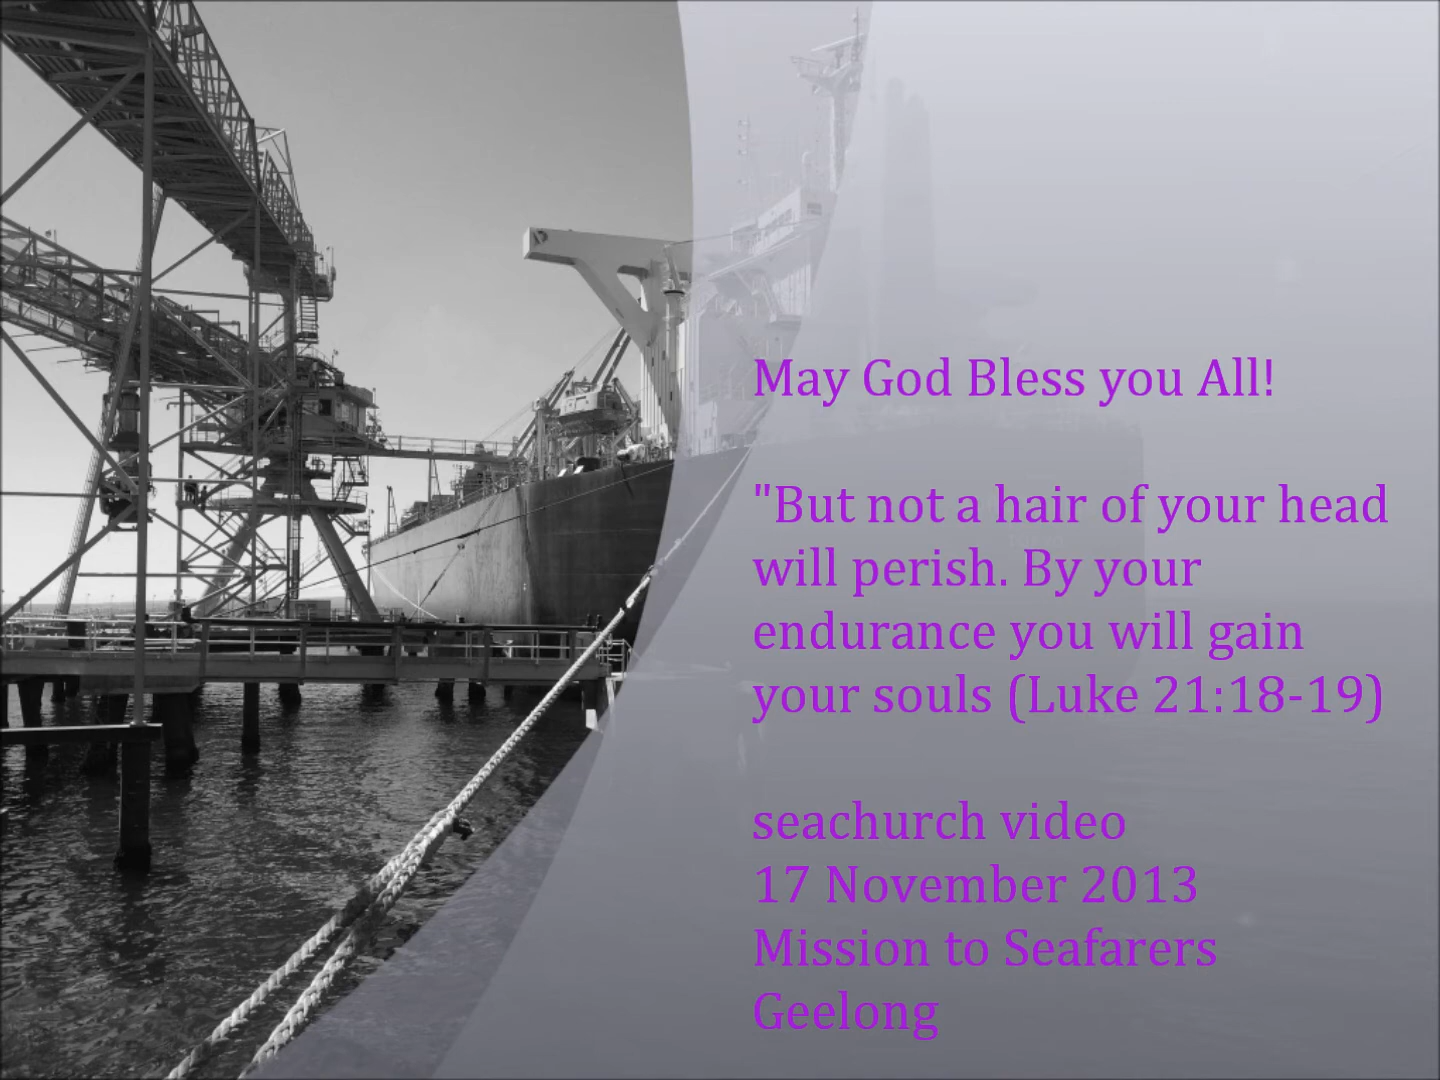 May God Bless you All!
"But not a hair of your head
will perish. By your
endurance you will gain
your souls (Luke 21:18-19)
seachurch video
17 November 2013
Mission to Seafarers
Geelong